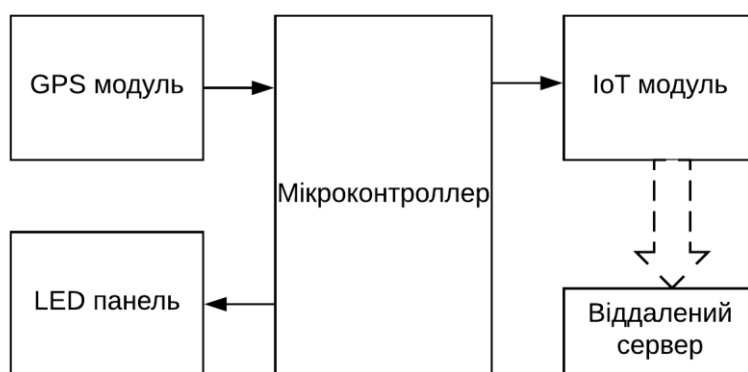 GPS модуль
IoT модуль
Мікроконтроллер
LED панель
Віддалений
сервер